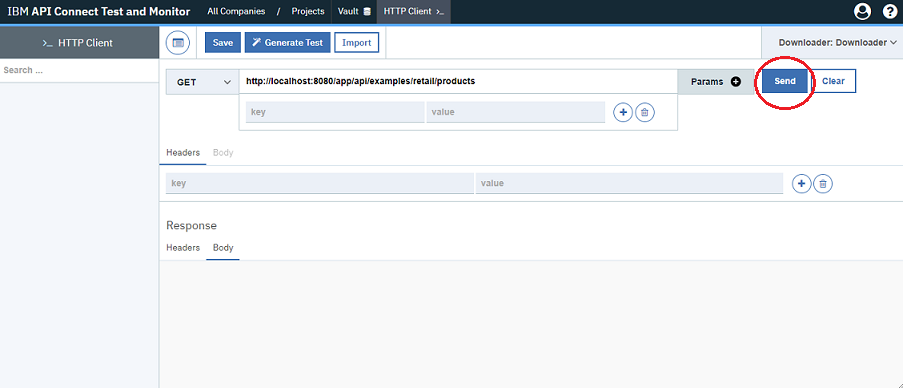 IBM API Connect Test and Monitor All Companies / Projects Vault HTTP Client >_ ?
>_ HTTP Client Save Generate Test Import Downloader: Downloader
Search ...
GET http://localhost:8080/app/api/examples/retail/products Params Send Clear
key value
Headers Body
key value
Response
Headers Body